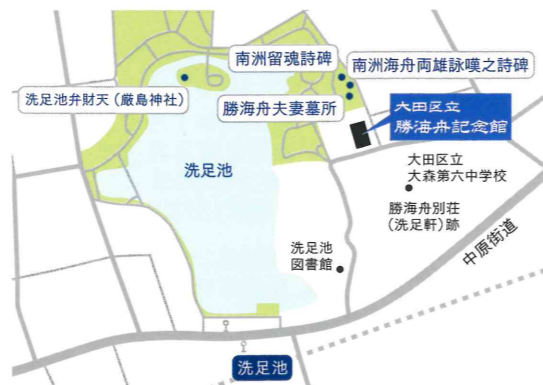 南洲留魂詩碑
南洲海舟両雄詠嘆之詩碑
洗足池弁財天（厳島神社）
勝海舟夫妻墓所
大田区立
勝海舟記念館
洗足池
大田区立
大森第六中学校
勝海舟別荘
（洗足軒）跡
中原街道
洗足池
図書館
洗足池